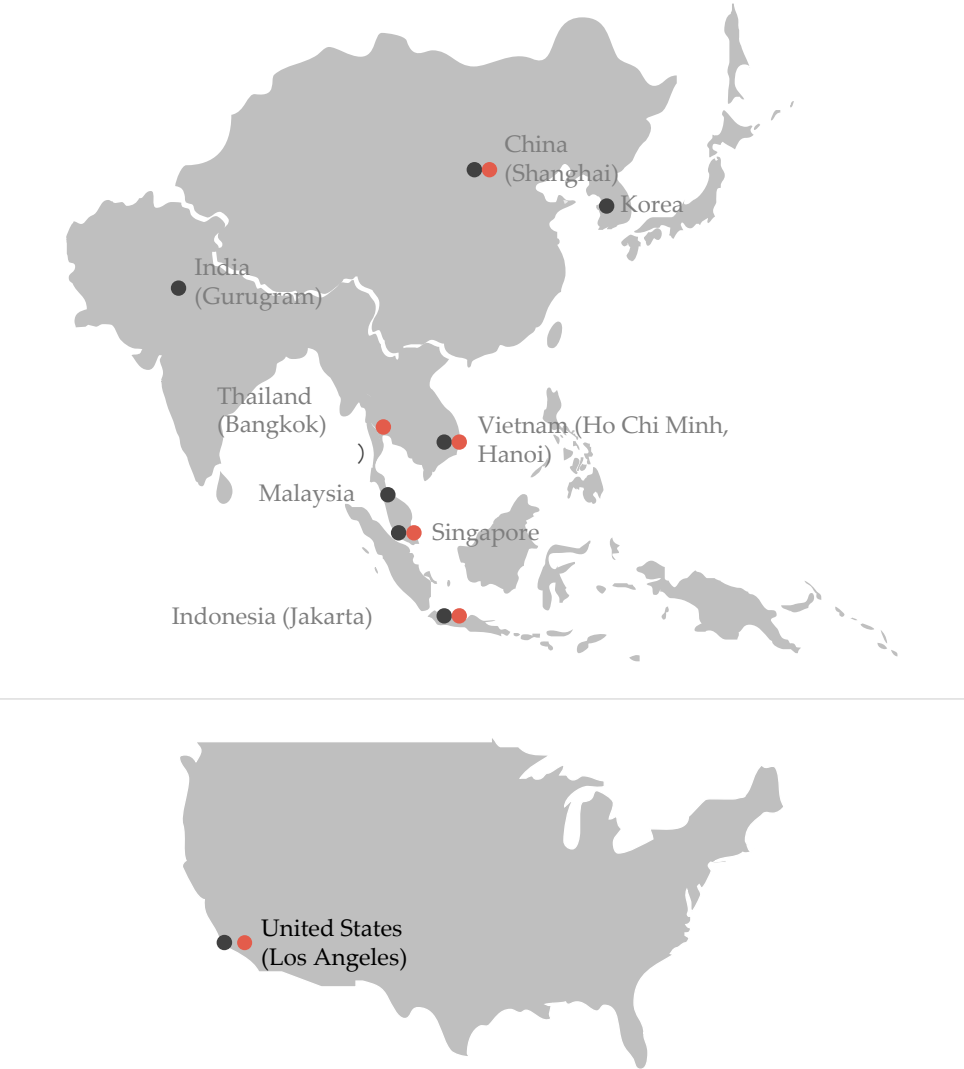 China
(Shanghai)
Korea
India
(Gurugram)
Thailand
(Bangkok)
Vietnam (Ho Chi Minh,
Hanoi)
)
Malaysia
Singapore
Indonesia (Jakarta)
United States
(Los Angeles)